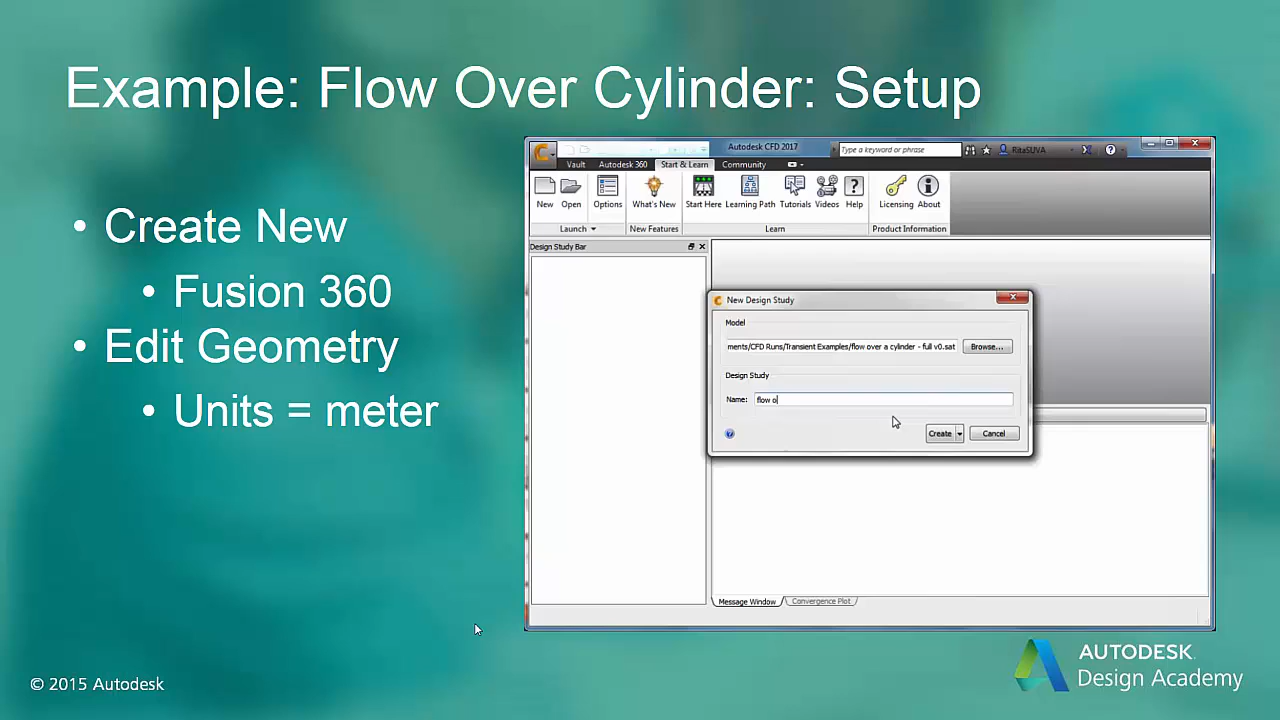 Example: Flow Over Cylinder: Setup
• Create New
• Fusion 360
• Edit Geometry
• Units = meter
Autodesk CFD 2017
Type a keyword or phrase
RitaSUVA
Vault Autodesk 360 Start & Learn Community
New Open Options What's New Start Here Learning Path Tutorials Videos Help Licensing About
Launch New Features Learn Product Information
Design Study Bar
New Design Study
Model
ments/CFD Runs/Transient Examples/flow over a cylinder - full v0.sat Browse...
Design Study
Name: flow o
Create Cancel
Message Window Convergence Plot
© 2015 Autodesk
AUTODESK.
Design Academy